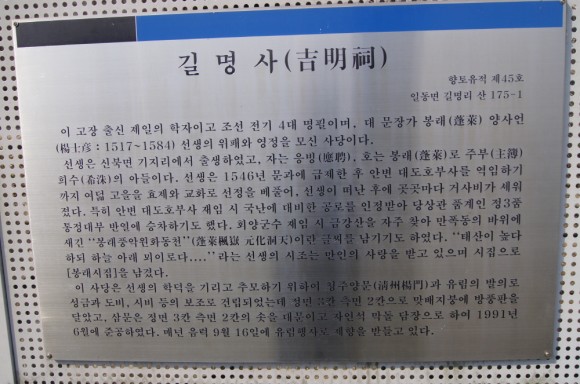 길 명 사(吉明祠)
향토유적 제45호
일동면 길명리 산 175-1
이 고장 출신 제일의 학자이고 조선 전기 4대 명필이며, 대 문장가 봉래(蓬萊) 양사언
(楊士彦 : 1517~1584) 선생의 위패와 영정을 모신 사당이다.
선생은 신북면 기지리에서 출생하였고, 자는 응빙(應聘), 호는 봉래(蓬萊)로 주부(主簿)
희수(希洙)의 아들이다. 선생은 1546년 문과에 급제한 후 안변 대도호부사를 역임하기
까지 여덟 고을을 효제와 교화로 선정을 베풀어, 선생이 떠난 후에 곳곳마다 거사비가 세워
졌다. 특히 안변 대도호부사 재임 시 국난에 대비한 공로를 인정받아 당상관 품계인 정3품
통정대부 반열에 승차하기도 했다. 회양군수 재임 시 금강산을 자주 찾아 만폭동의 바위에
새긴 "봉래풍악원화동천"(蓬萊楓嶽 元化洞天)이란 글씨를 남기기도 하였다. "태산이 높다
하되 하늘 아래 뫼이로다····"라는 선생의 시조는 만인의 사랑을 받고 있으며 시집으로
[봉래시집]을 남겼다.
이 사당은 선생의 학덕을 기리고 추모하기 위하여 청주양문(淸州楊門)과 유림의 발의로
성금과 도비, 시비 등의 보조로 건립되었는데 정면 3칸 측면 2칸으로 맞배지붕에 방풍판을
달았고, 삼문은 정면 3칸 측면 2칸의 솟을 대문이고 자연석 막돌 담장으로 하여 1991년
6월에 준공하였다. 매년 음력 9월 16일에 유림행사로 제향을 받들고 있다.